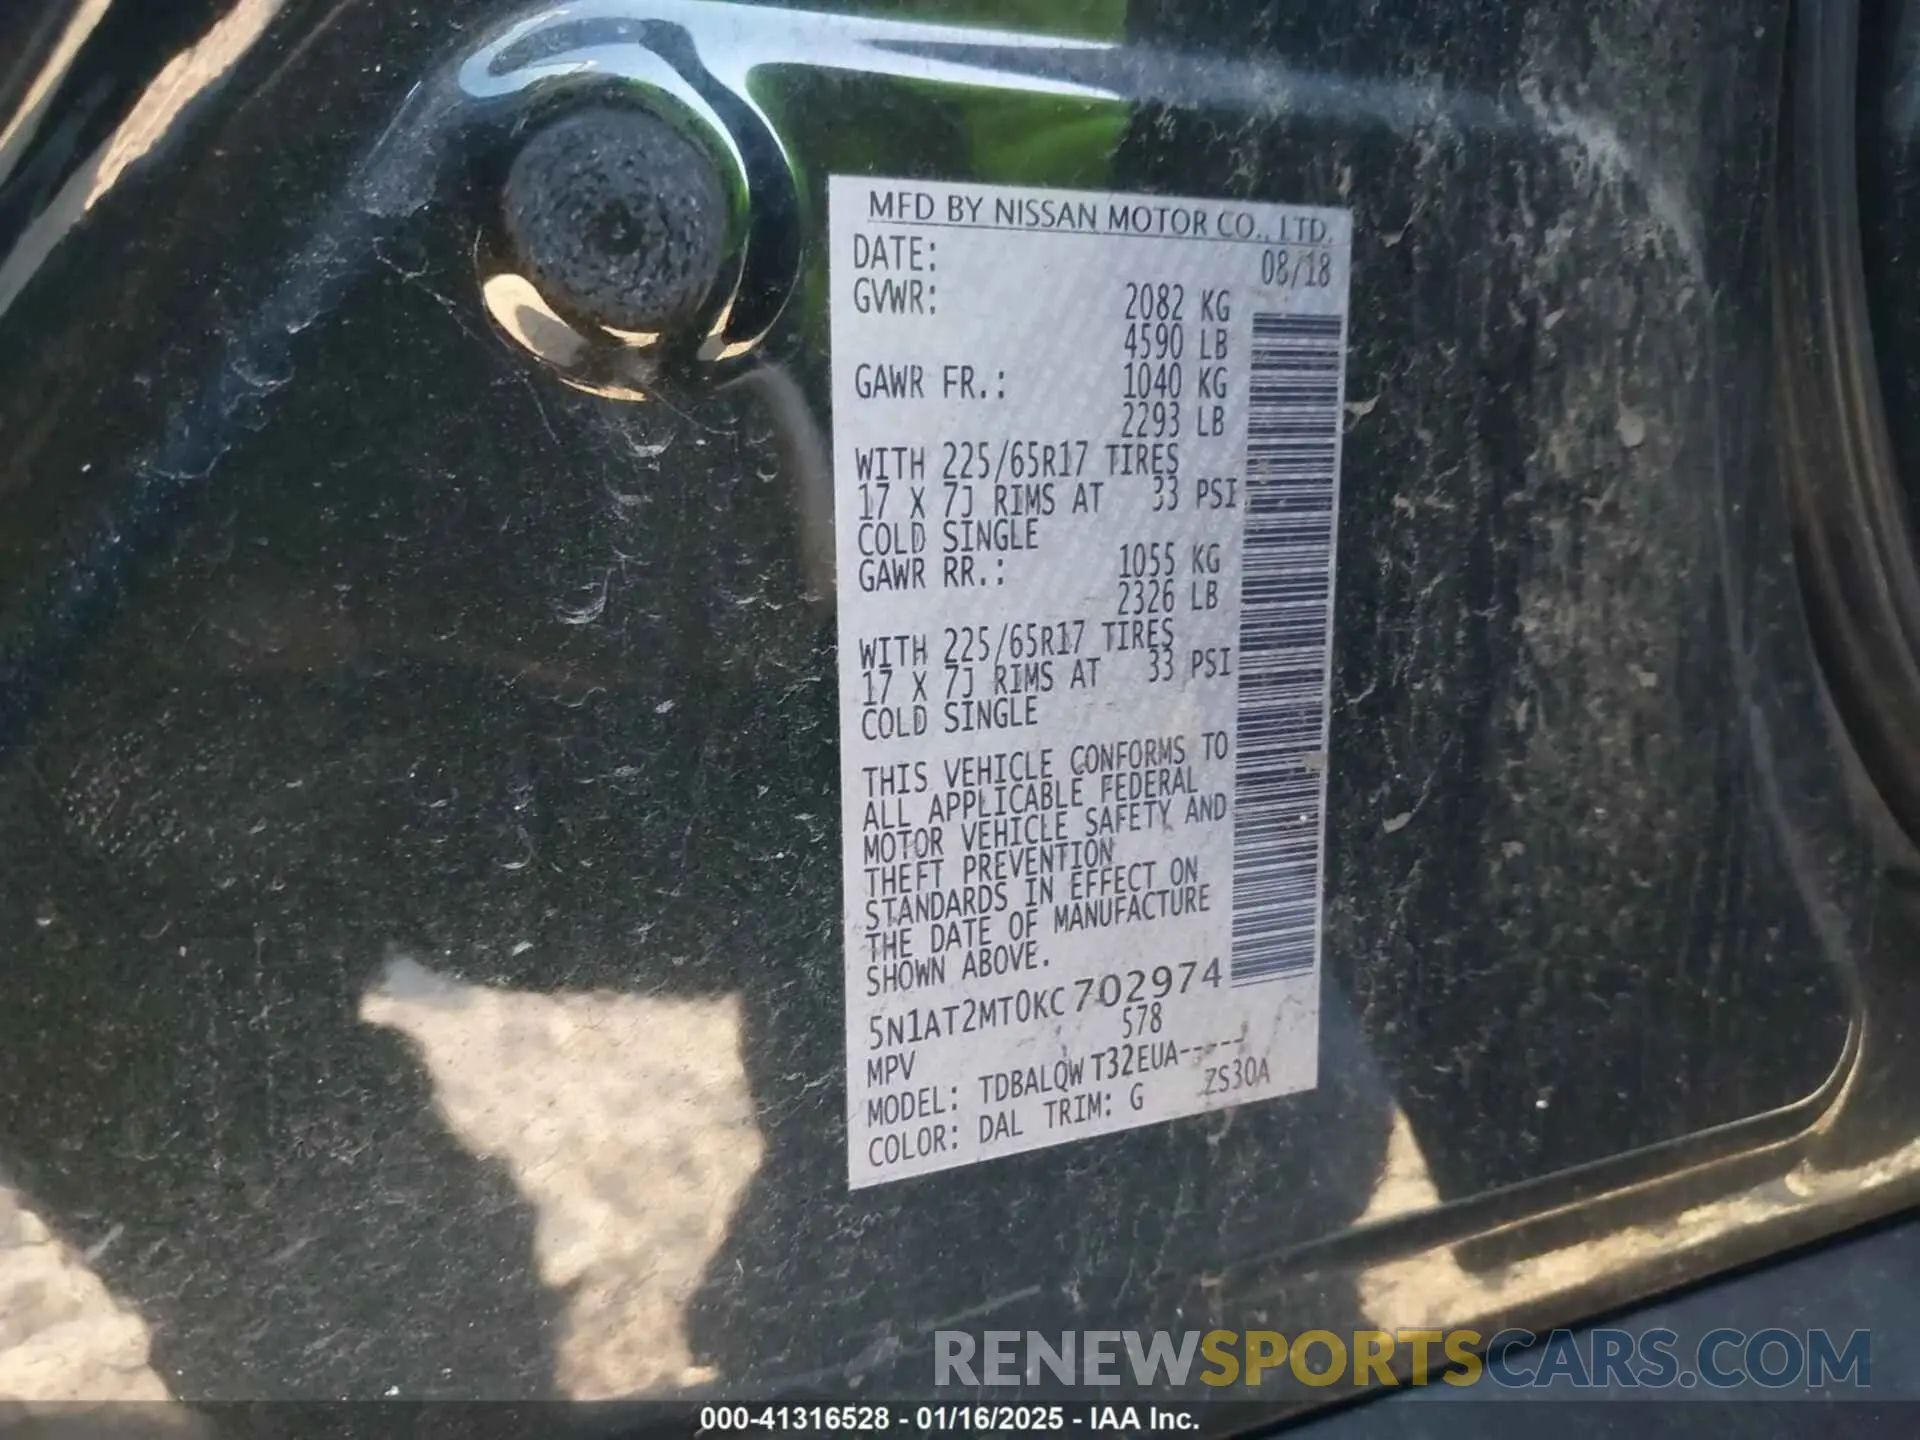 MFD BY NISSAN MOTOR CO., LTD.
DATE: 08/18
GVWR: 2082 KG
4590 LB
GAWR FR.: 1040 KG
2293 LB
WITH 225/65R17 TIRES
17 X 7J RIMS AT 33 PSI
COLD SINGLE
GAWR RR.: 1055 KG
2326 LB
WITH 225/65R17 TIRES
17 X 7J RIMS AT 33 PSI
COLD SINGLE
THIS VEHICLE CONFORMS TO
ALL APPLICABLE FEDERAL
MOTOR VEHICLE SAFETY AND
THEFT PREVENTION
STANDARDS IN EFFECT ON
THE DATE OF MANUFACTURE
SHOWN ABOVE.
5N1AT2MT0KC702974
MPV 578
MODEL: TDBALQWT32EUA-----
COLOR: DAL TRIM: G ZS30A
RENEWSPORTSCARS.COM
000-41316528 - 01/16/2025 - IAA Inc.